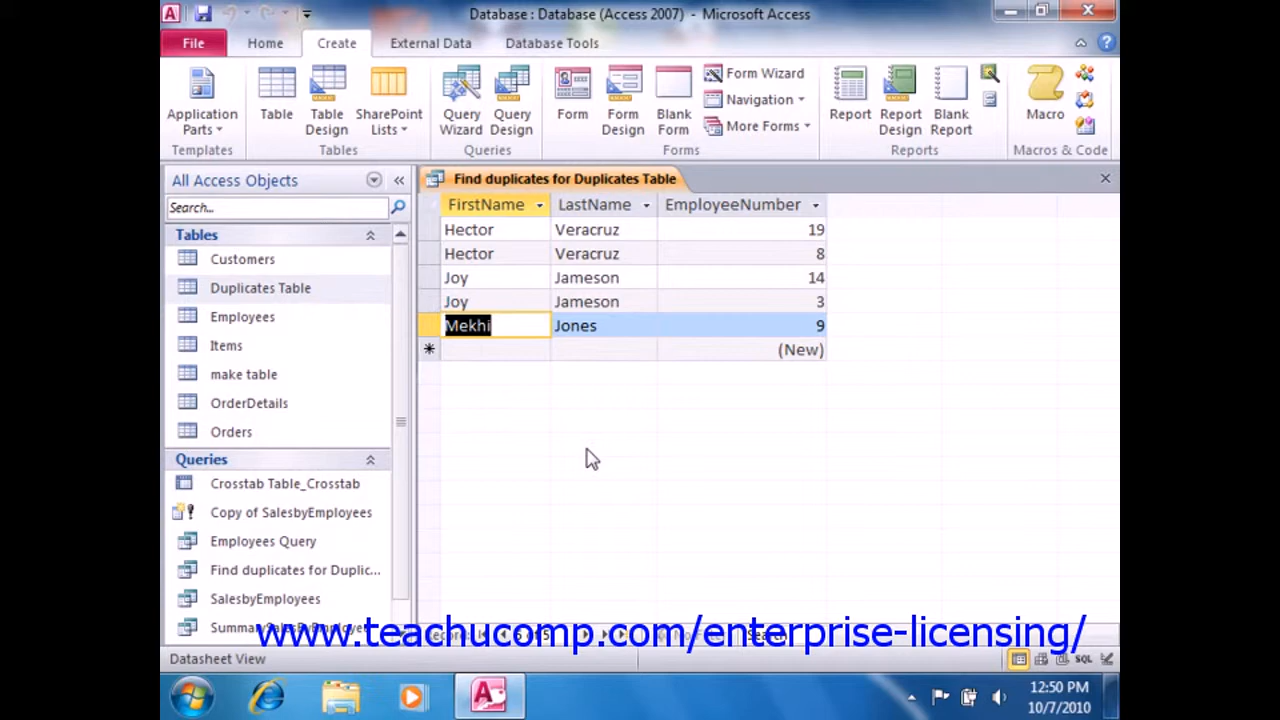 Database : Database (Access 2007) - Microsoft Access
File Home Create External Data Database Tools
Application Parts
Table
Table Design
SharePoint Lists
Query Wizard
Query Design
Form
Form Design
Blank Form
Form Wizard
Navigation
More Forms
Report
Report Design
Blank Report
Macro
Templates Tables Queries Forms Reports Macros & Code
All Access Objects
Search...
Tables
Customers
Duplicates Table
Employees
Items
make table
OrderDetails
Orders
Queries
Crosstab Table_Crosstab
Copy of SalesbyEmployees
Employees Query
Find duplicates for Duplic...
SalesbyEmployees
Find duplicates for Duplicates Table
FirstName LastName EmployeeNumber
Hector Veracruz 19
Hector Veracruz 8
Joy Jameson 14
Joy Jameson 3
Mekhi Jones 9
(New)
www.teachucomp.com/enterprise-licensing/
Datasheet View
SQL
12:50 PM
10/7/2010